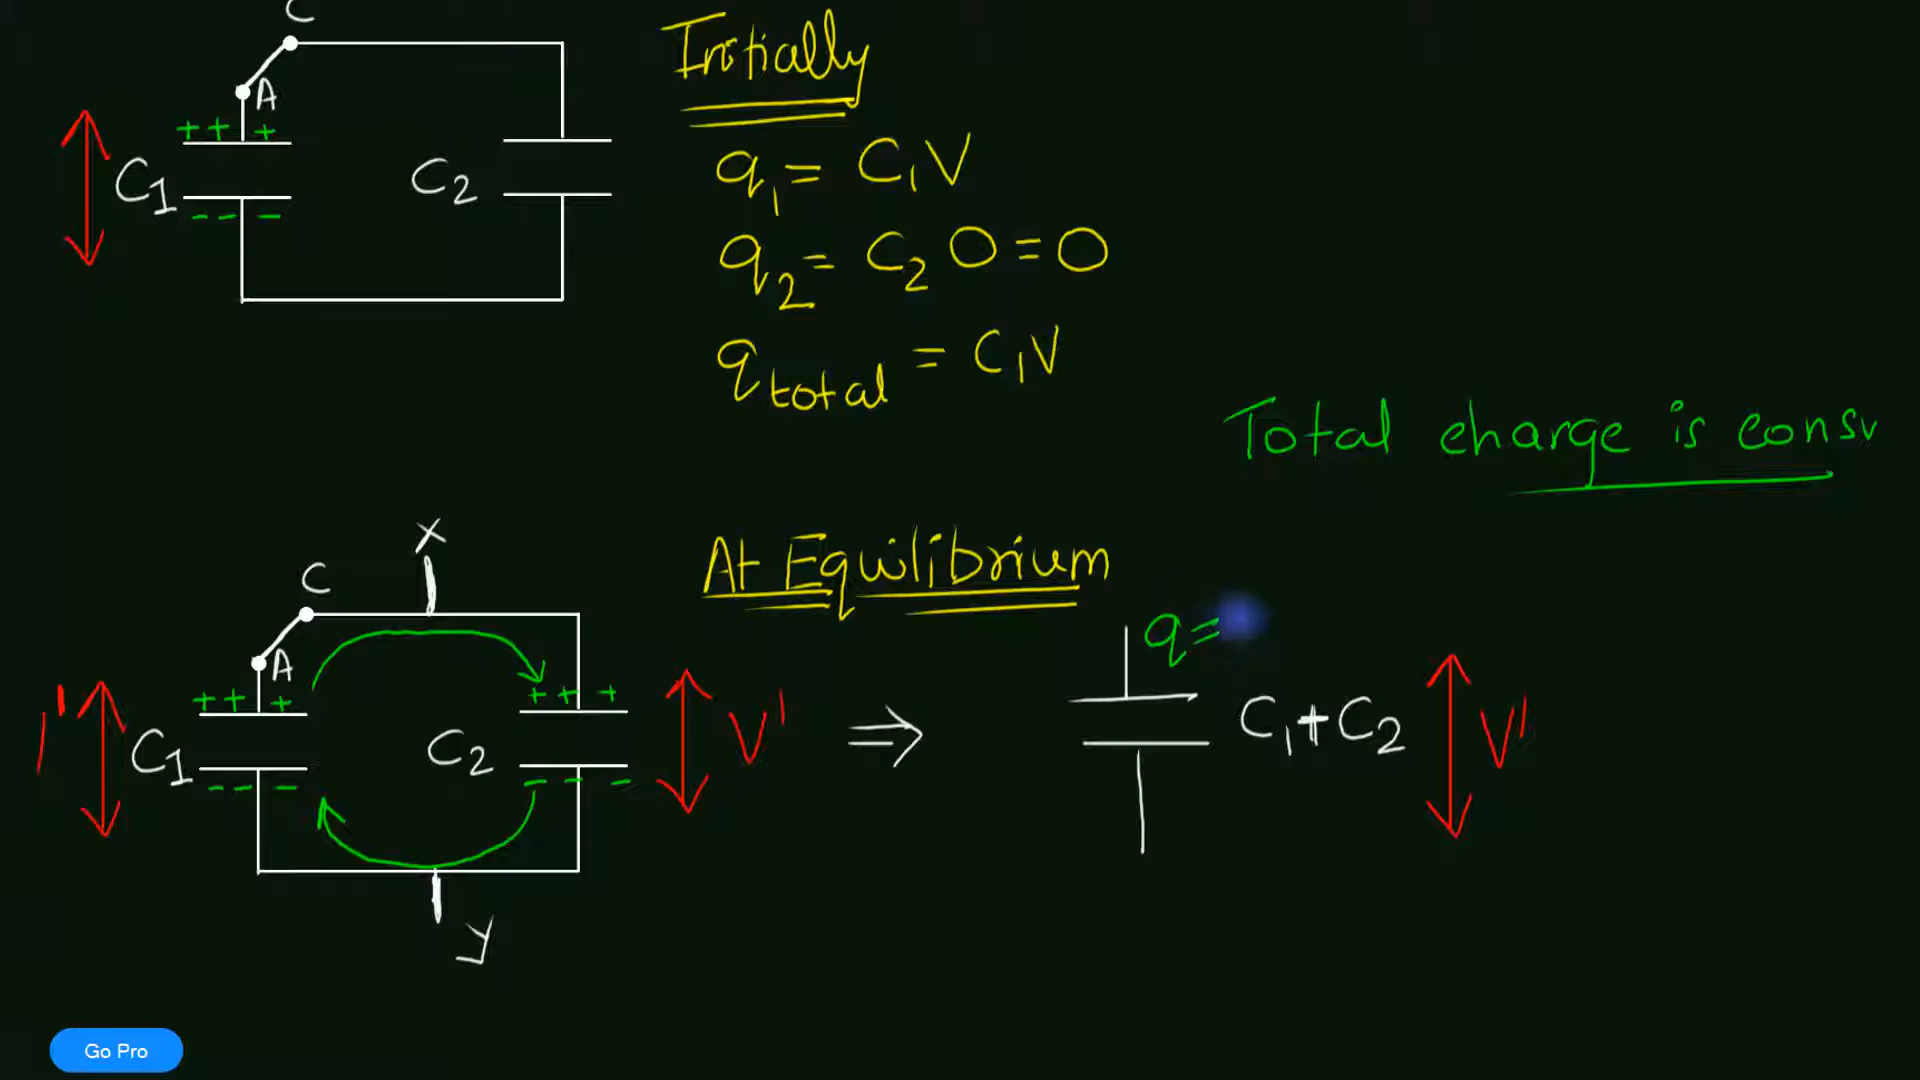 C
A
+ + +
C1
- - -
C2
Initially
q1 = C1V
q2 = C2 0 = 0
qtotal = C1V
Total charge is consv
At Equilibrium
X
C
A
+ + +
C1
- - -
+ + +
C2
- - -
V'
⇒
q=
C1+C2
V'
y
Go Pro